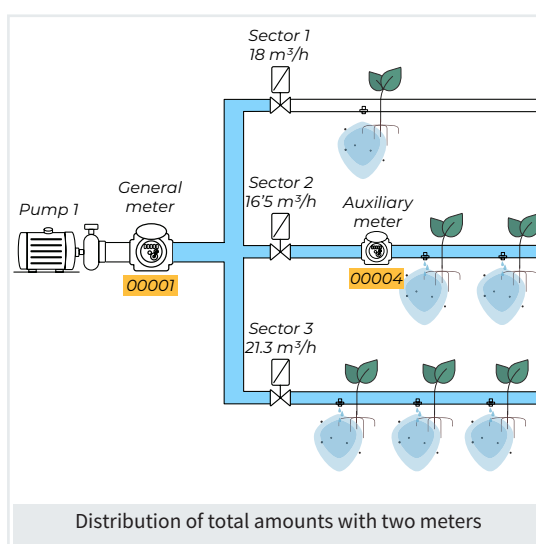 Sector 1
18 m³/h
Sector 2
16'5 m³/h
General
meter
Auxiliary
meter
Pump 1
00001
00004
Sector 3
21.3 m³/h
Distribution of total amounts with two meters